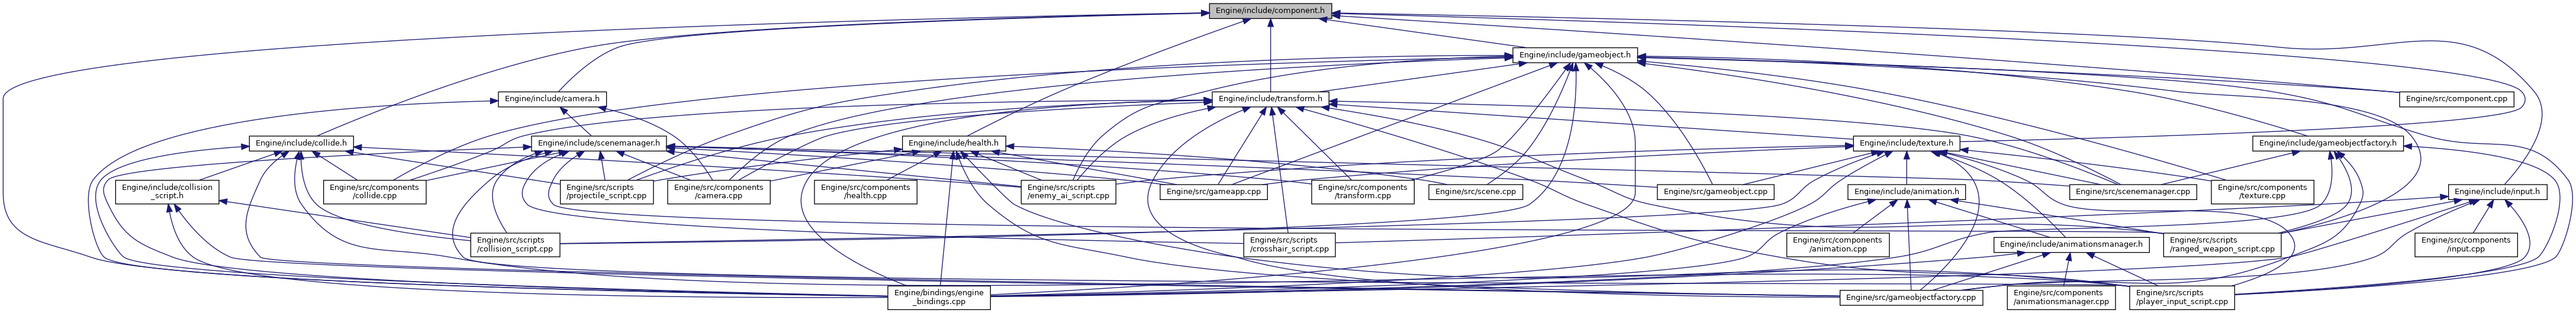 Engine/include/component.h
Engine/include/gameobject.h
Engine/include/camera.h
Engine/include/transform.h
Engine/src/component.cpp
Engine/include/collide.h
Engine/include/scenemanager.h
Engine/include/health.h
Engine/include/texture.h
Engine/include/gameobjectfactory.h
Engine/include/collision
_script.h
Engine/src/components
/collide.cpp
Engine/src/scripts
/projectile_script.cpp
Engine/src/components
/camera.cpp
Engine/src/components
/health.cpp
Engine/src/scripts
/enemy_ai_script.cpp
Engine/src/gameapp.cpp
Engine/src/components
/transform.cpp
Engine/src/scene.cpp
Engine/src/gameobject.cpp
Engine/include/animation.h
Engine/src/scenemanager.cpp
Engine/src/components
/texture.cpp
Engine/include/input.h
Engine/src/scripts
/collision_script.cpp
Engine/src/scripts
/crosshair_script.cpp
Engine/src/components
/animation.cpp
Engine/include/animationsmanager.h
Engine/src/scripts
/ranged_weapon_script.cpp
Engine/src/components
/input.cpp
Engine/bindings/engine
_bindings.cpp
Engine/src/gameobjectfactory.cpp
Engine/src/components
/animationsmanager.cpp
Engine/src/scripts
/player_input_script.cpp